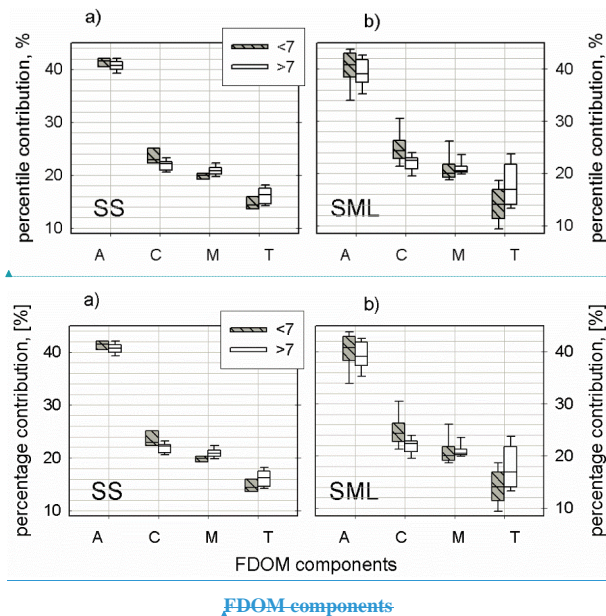 a)
b)
percentile contribution, %
40
30
20
10
<7
>7
SS
A C M T
SML
A C M T
40
30
20
10
percentile contribution, %
a)
b)
percentage contribution, [%]
40
30
20
10
<7
>7
SS
A C M T
SML
A C M T
40
30
20
10
percentage contribution, [%]
FDOM components
FDOM components